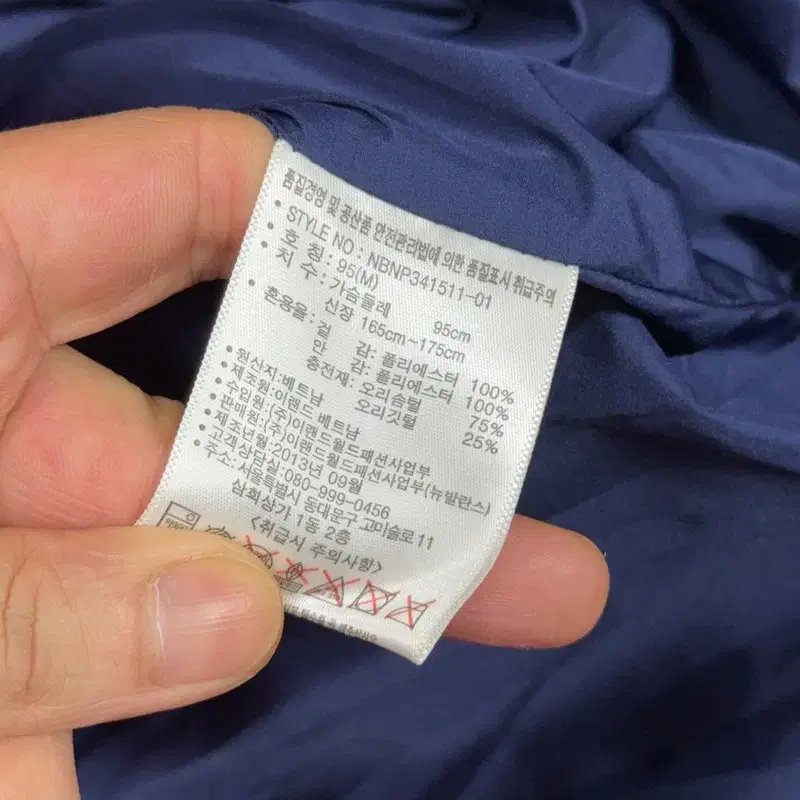 품질경영 및 공산품 안전관리법에 의한 품질표시 취급주의
• STYLE NO : NBNP341511-01
• 호 칭 : 95(M)
• 치 수 : 가슴둘레 95cm
신장 165cm~175cm
• 혼용율 : 겉 감 : 폴리에스터 100%
안 감 : 폴리에스터 100%
충전재 : 오리솜털 75%
오리깃털 25%
• 원산지:베트남
• 제조원:이랜드 베트남
• 수입원:(주)이랜드월드패션사업부
• 판매원:(주)이랜드월드패션사업부(뉴발란스)
• 제조년월:2013년 09월
• 고객상담실:080-999-0456
• 주소:서울특별시 동대문구 고미술로11
삼희상가 1동 2층
<취급시 주의사항>